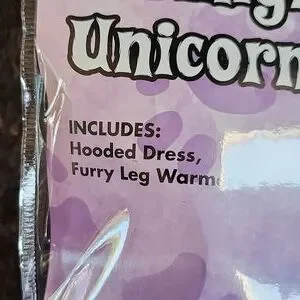 Unicorn
INCLUDES:
Hooded Dress,
Furry Leg Warm